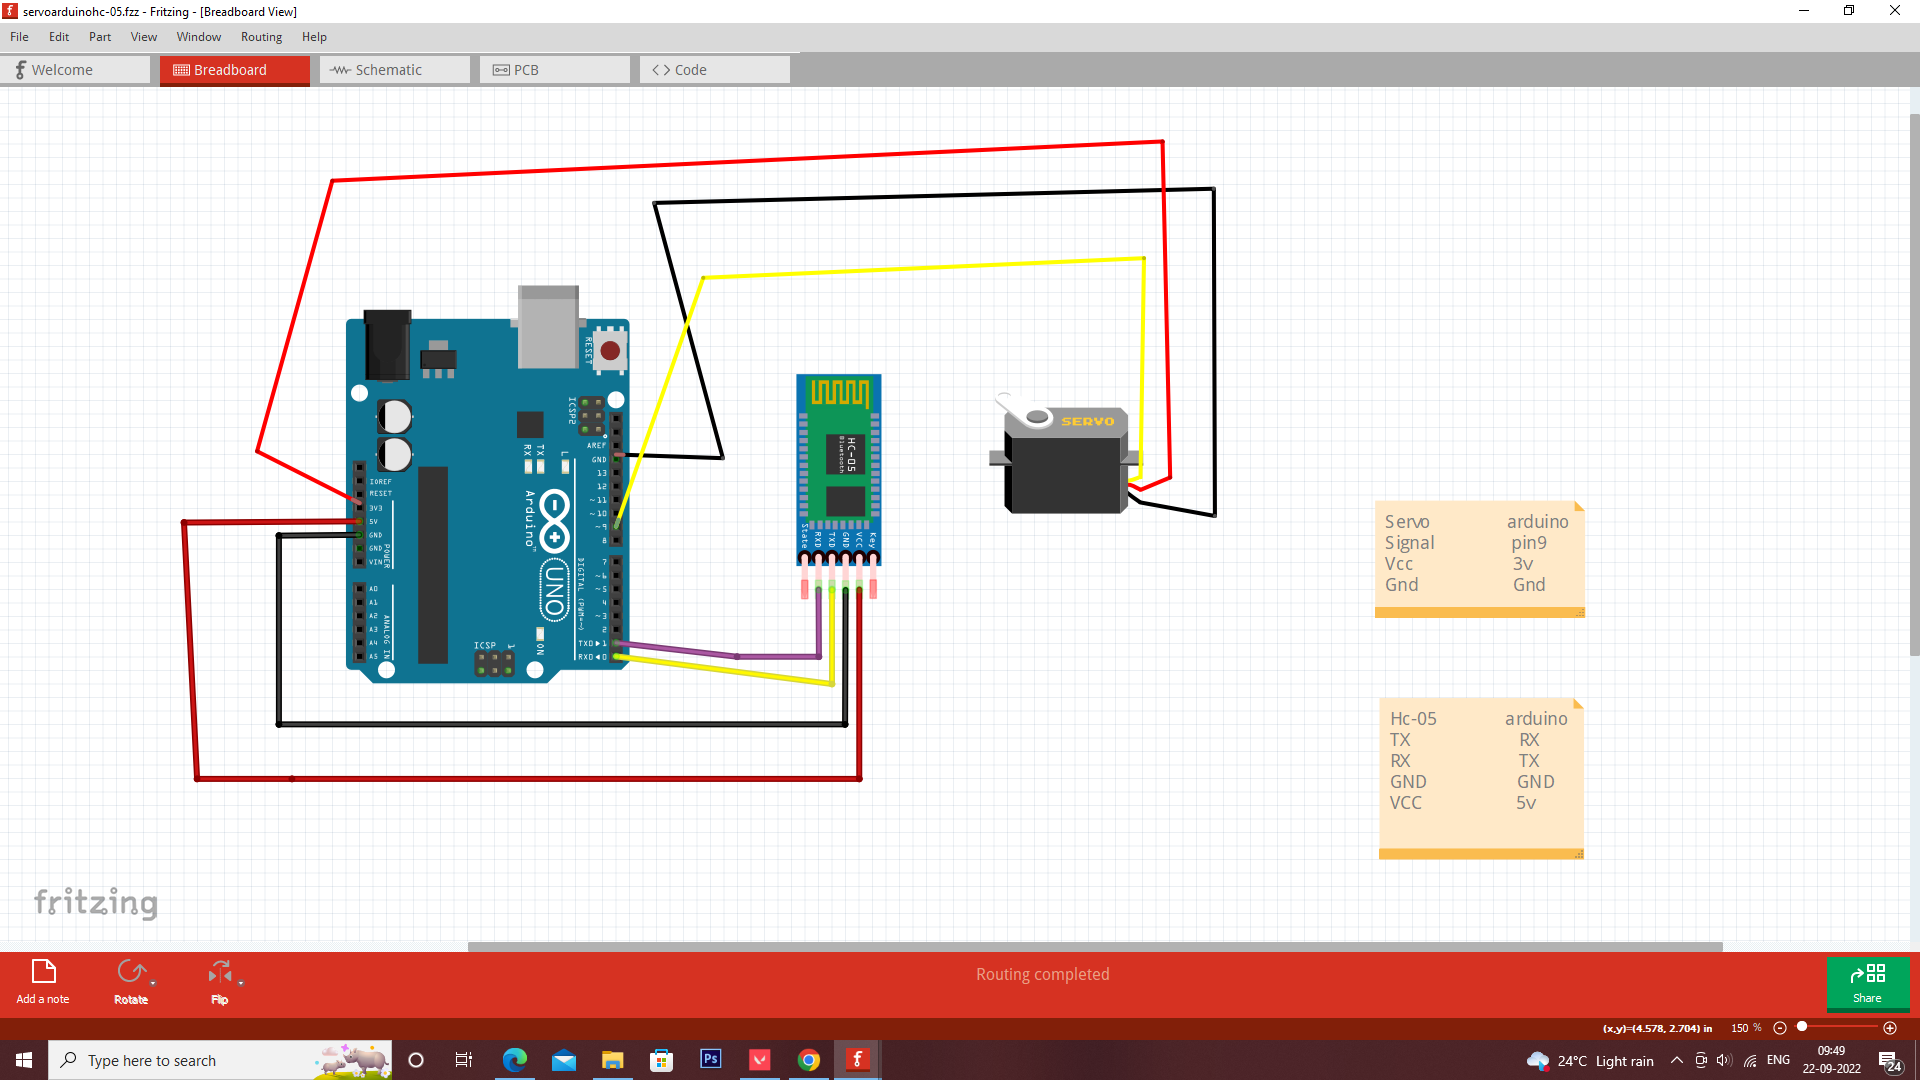 servoarduinohc-05.fzz - Fritzing - [Breadboard View]
File Edit Part View Window Routing Help
Welcome Breadboard Schematic PCB Code
RESET
ICSP2
AREF
GND
13
12
~11
~10
~9
8
7
~6
~5
4
~3
2
TXD▶1
RXD◀0
RX TX L
Arduino™
UNO
DIGITAL (PWM=~)
ON
ICSP 1
IOREF
RESET
3V3
5V
GND
GND
VIN
POWER
A0
A1
A2
A3
A4
A5
ANALOG IN
HC-05
Bluetooth
State RXD TXD GND VCC Key
SERVO
Servo arduino
Signal pin9
Vcc 3v
Gnd Gnd
Hc-05 arduino
TX RX
RX TX
GND GND
VCC 5v
fritzing
Add a note Rotate Flip
Routing completed
Share
(x,y)=(4.578, 2.704) in 150 %
Type here to search
Ps
24°C Light rain
ENG
09:49
22-09-2022
24